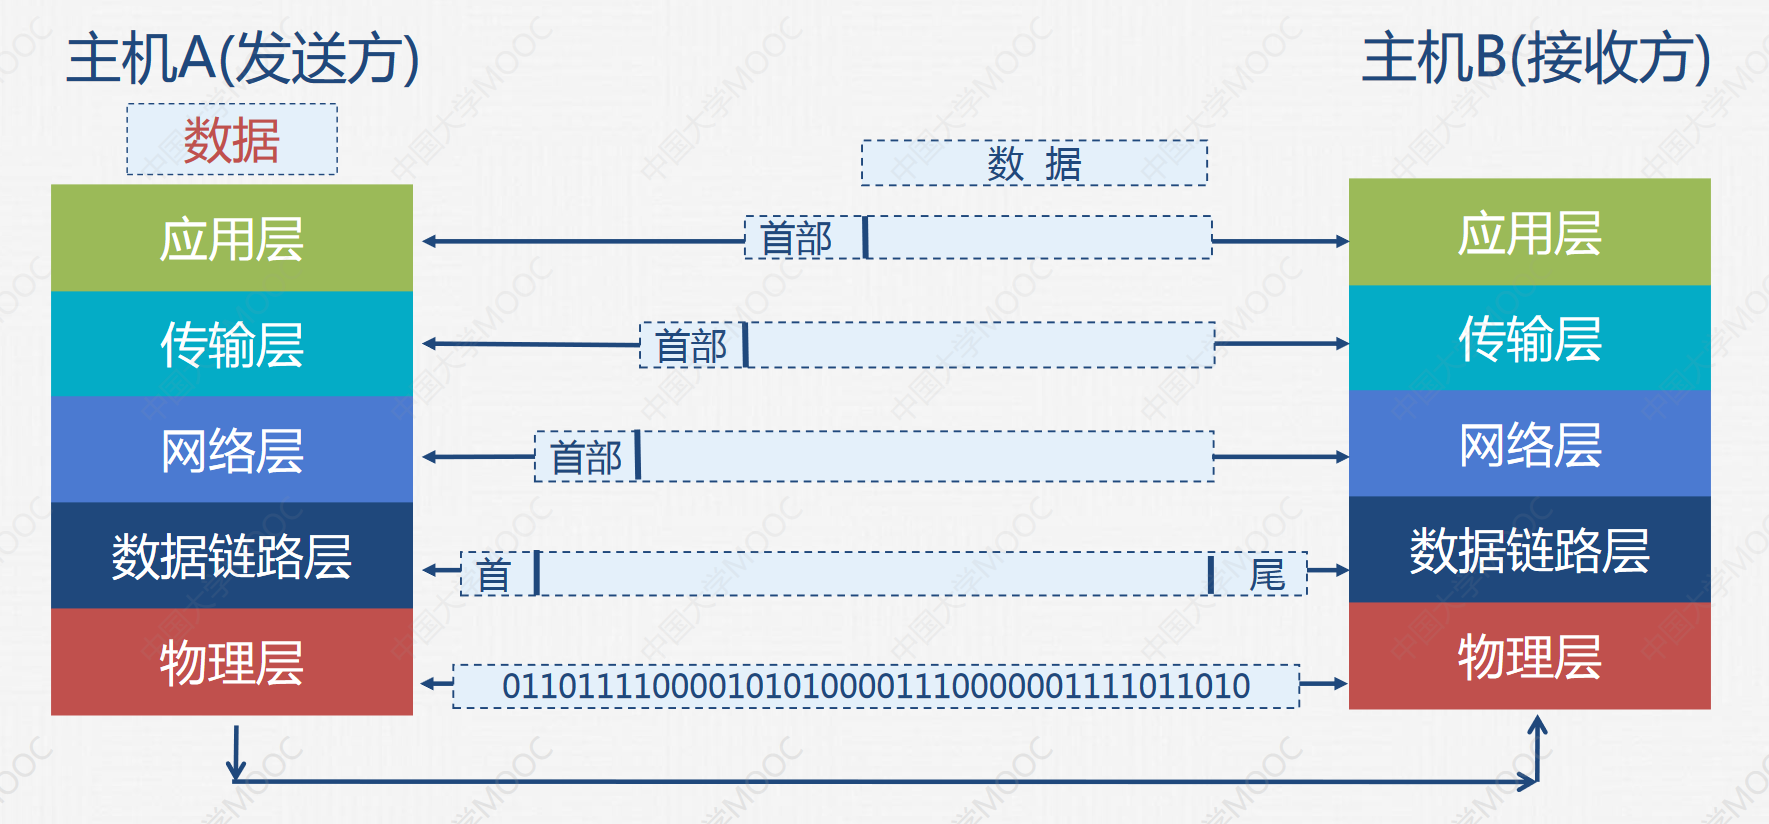 主机A(发送方)
主机B(接收方)
数据
数 据
应用层
首部
应用层
传输层
首部
传输层
网络层
首部
网络层
数据链路层
首
尾
数据链路层
物理层
0110111100001010100001110000001111011010
物理层
中国大学MOOC